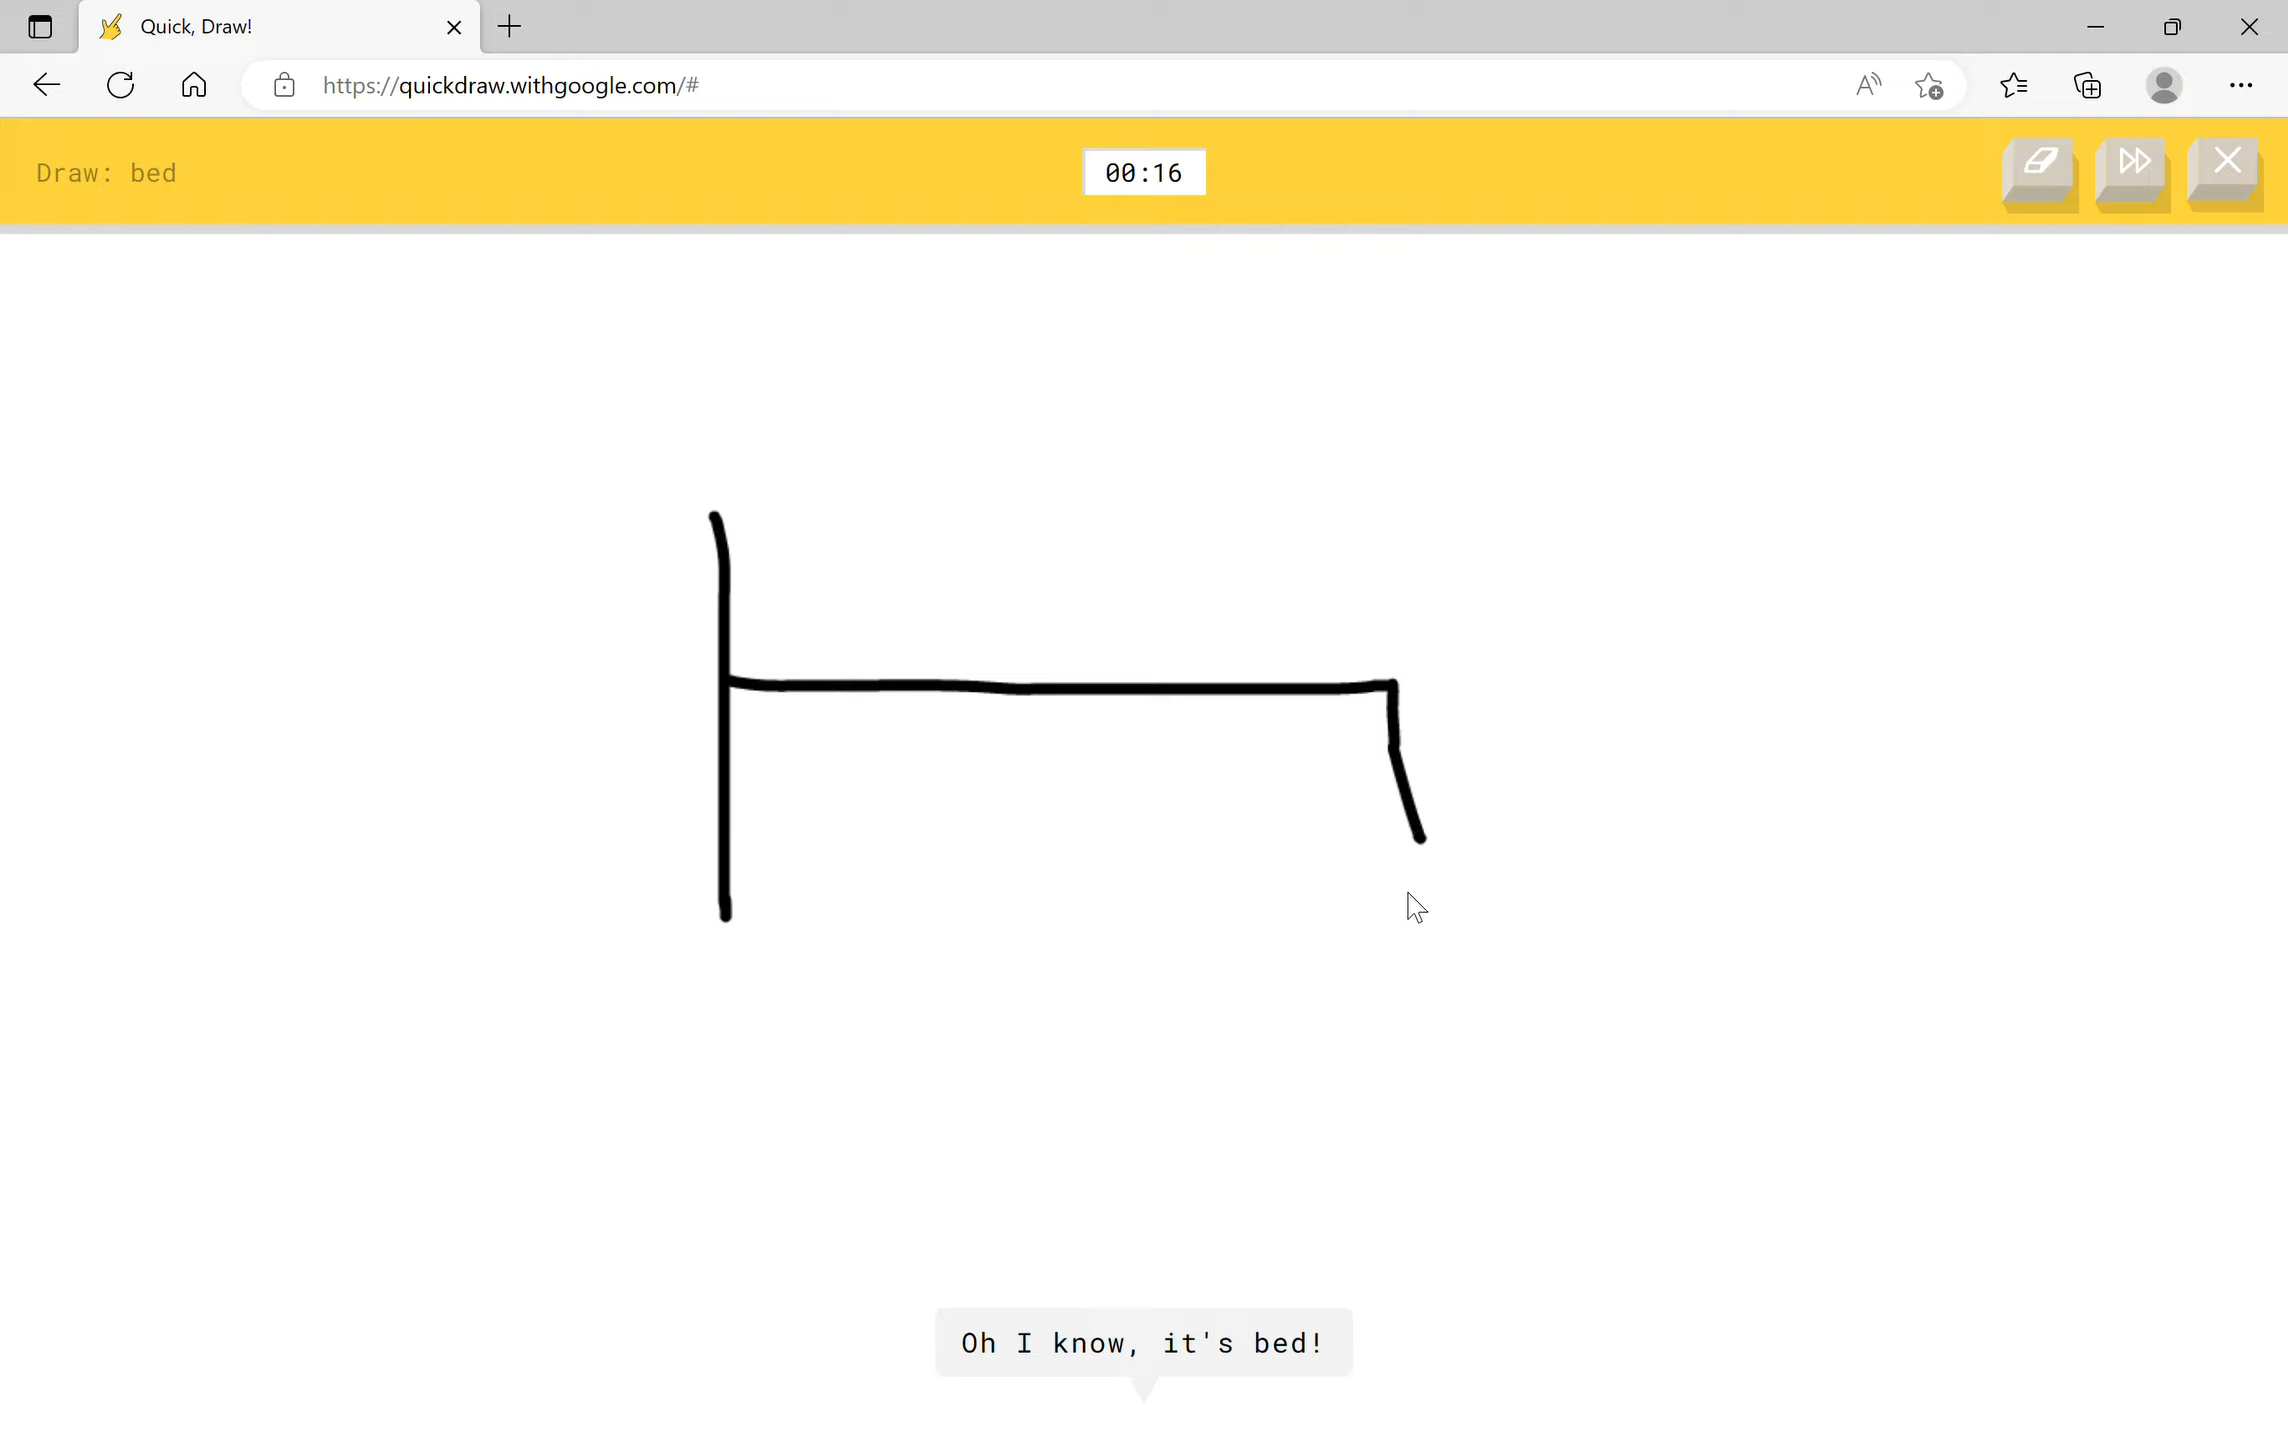 Quick, Draw!
https://quickdraw.withgoogle.com/#
Draw: bed
00:16
Oh I know, it's bed!